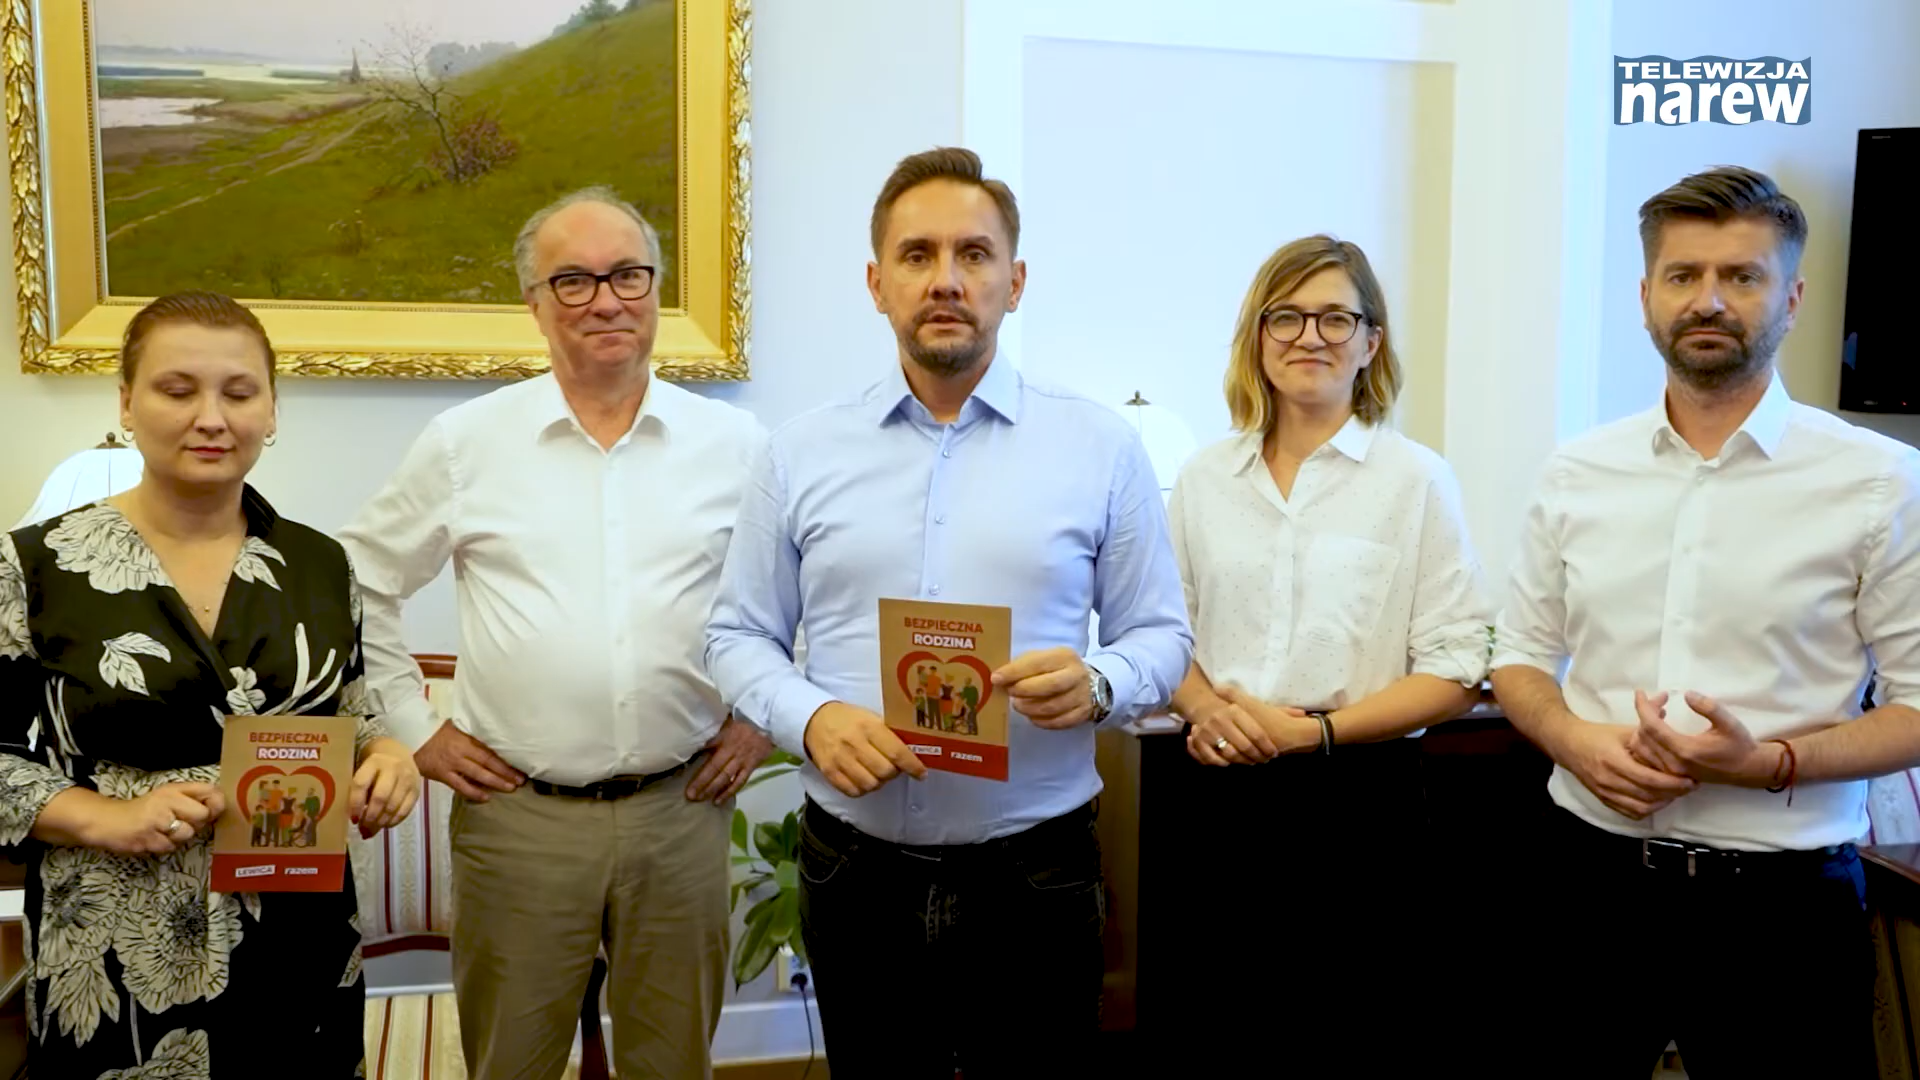 TELEWIZJA
narew
BEZPIECZNA
RODZINA
LEWICA razem
BEZPIECZNA
RODZINA
LEWICA razem